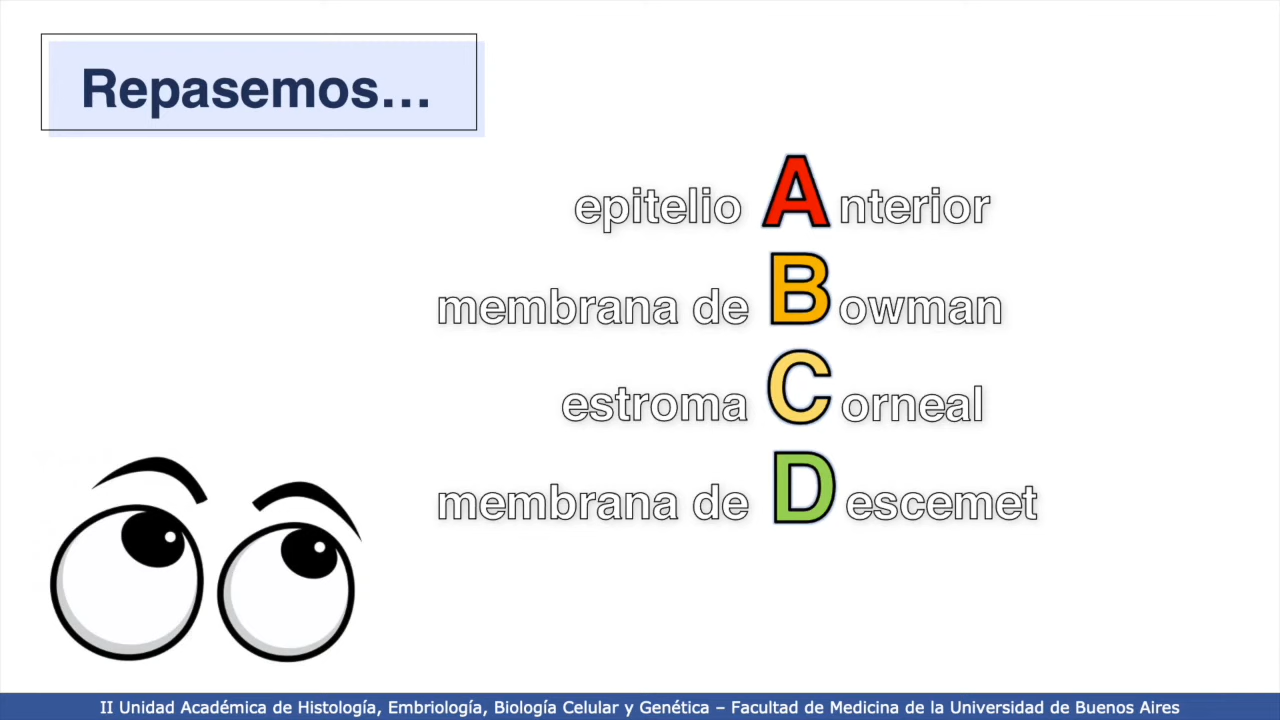 Repasemos...
epitelio Anterior
membrana de Bowman
estroma Corneal
membrana de Descemet
II Unidad Académica de Histología, Embriología, Biología Celular y Genética – Facultad de Medicina de la Universidad de Buenos Aires